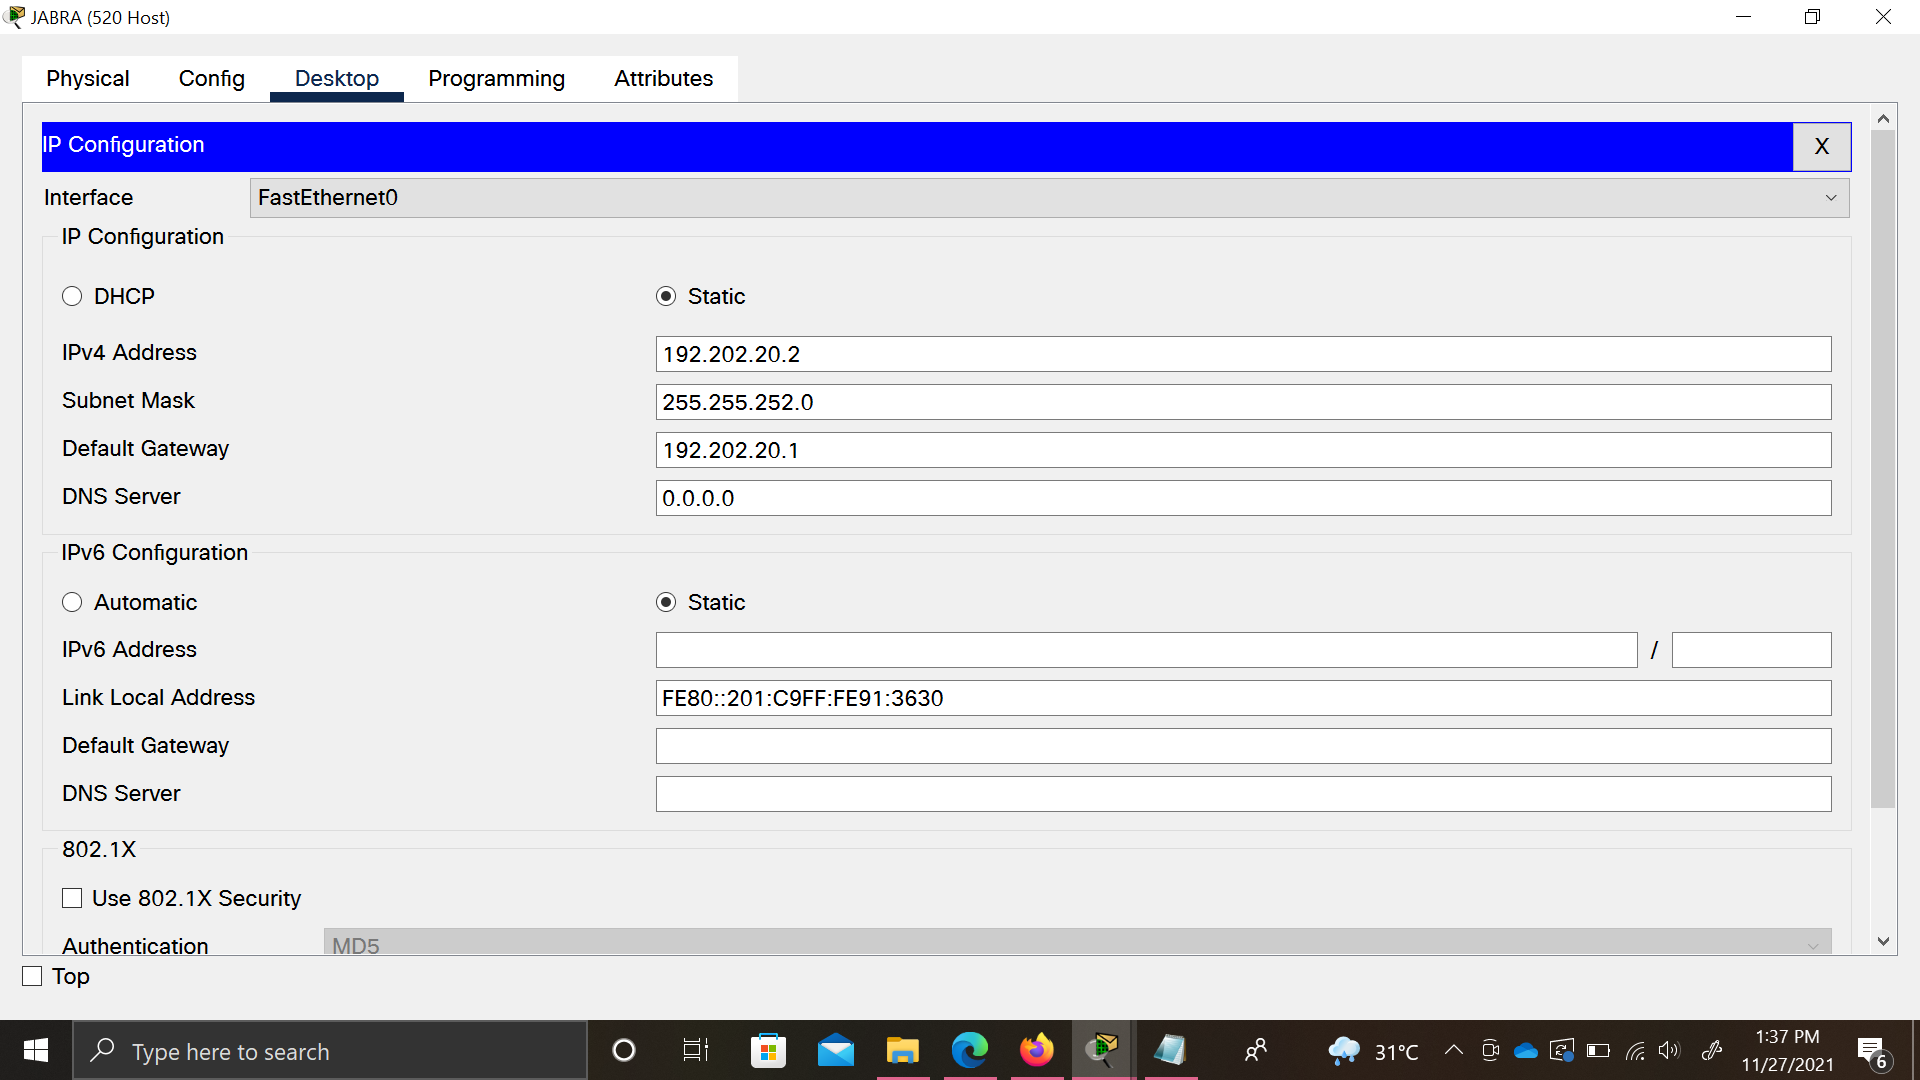 JABRA (520 Host)
Physical Config Desktop Programming Attributes
IP Configuration X
Interface FastEthernet0
IP Configuration
DHCP Static
IPv4 Address 192.202.20.2
Subnet Mask 255.255.252.0
Default Gateway 192.202.20.1
DNS Server 0.0.0.0
IPv6 Configuration
Automatic Static
IPv6 Address /
Link Local Address FE80::201:C9FF:FE91:3630
Default Gateway
DNS Server
802.1X
Use 802.1X Security
Authentication MD5
Top
Type here to search 31°C 1:37 PM
11/27/2021 6